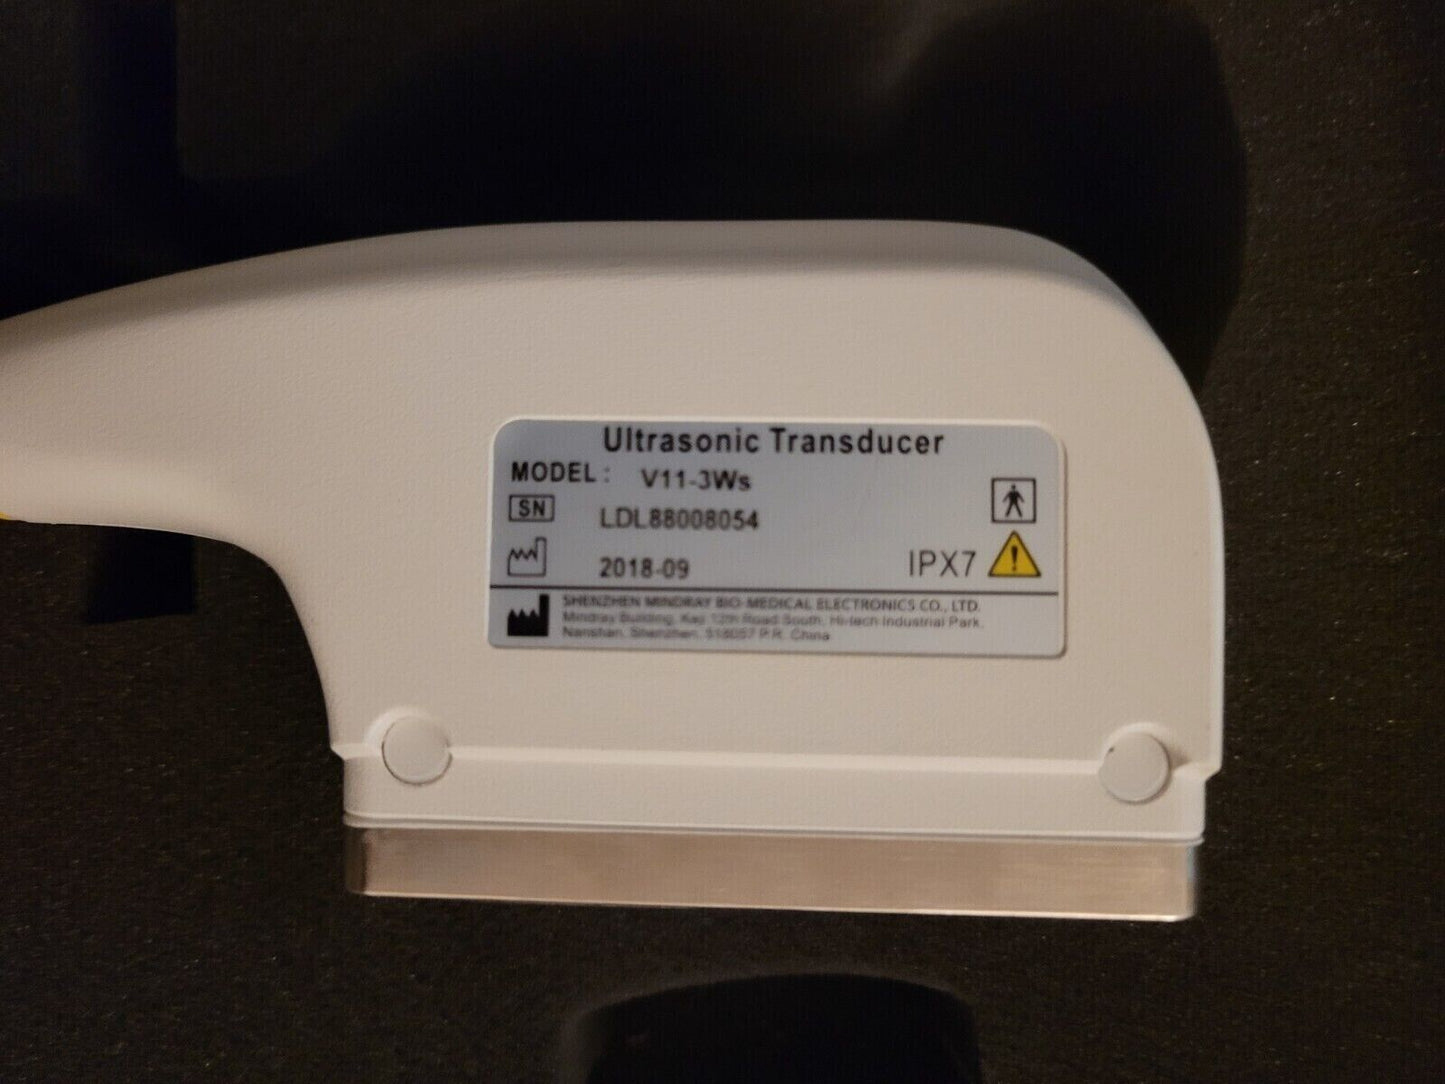 Ultrasonic Transducer
MODEL: V11-3Ws
SN LDL88008054
2018-09 IPX7
SHENZHEN MINDRAY BIO-MEDICAL ELECTRONICS CO., LTD.
Mindray Building, Keji 12th Road South, Hi-tech Industrial Park,
Nanshan, Shenzhen, 518057 P.R. China